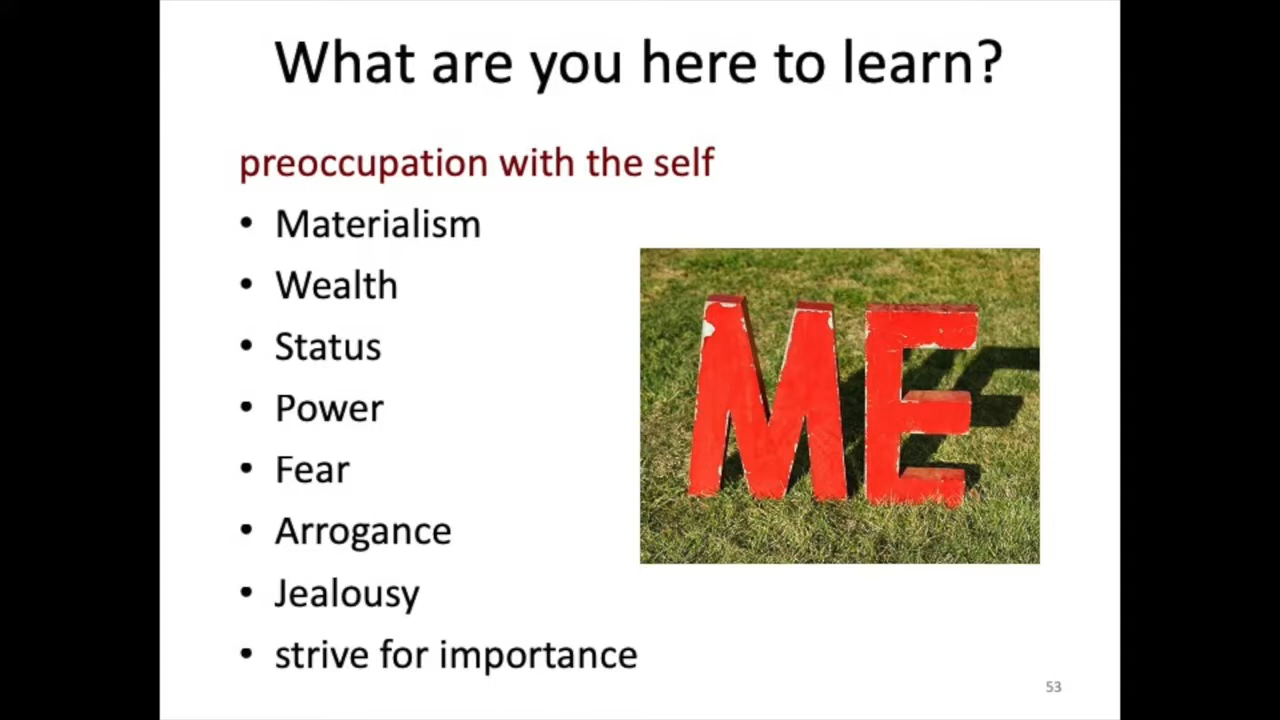 What are you here to learn?
preoccupation with the self
• Materialism
• Wealth
• Status
• Power
• Fear
• Arrogance
• Jealousy
• strive for importance
ME
53